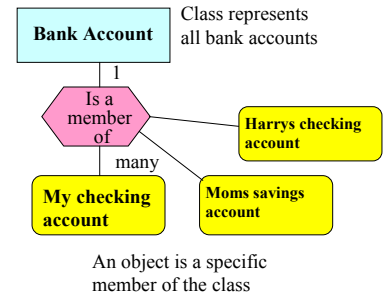 Bank Account
Class represents
all bank accounts
1
Is a
member
of
many
Harrys checking
account
My checking
account
Moms savings
account
An object is a specific
member of the class